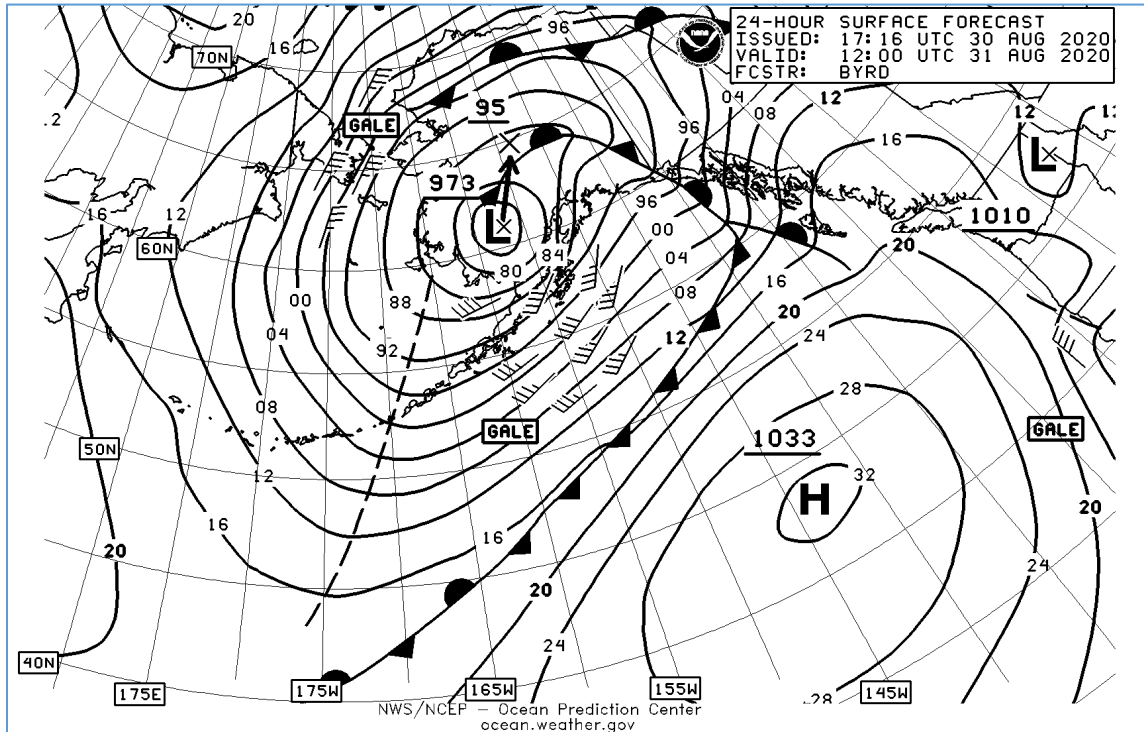 24-HOUR SURFACE FORECAST
ISSUED: 17:16 UTC 30 AUG 2020
VALID: 12:00 UTC 31 AUG 2020
FCSTR: BYRD
20
16
70N
96
95
GALE
04
08
12
96
12
L
16
973
16
12
60N
L
96
00
04
08
1010
20
80
84
88
92
00
04
16
20
24
12
08
28
GALE
GALE
1033
50N
12
32
H
16
16
20
20
20
24
24
40N
28
175E
175W
165W
155W
145W
NWS/NCEP – Ocean Prediction Center
ocean.weather.gov